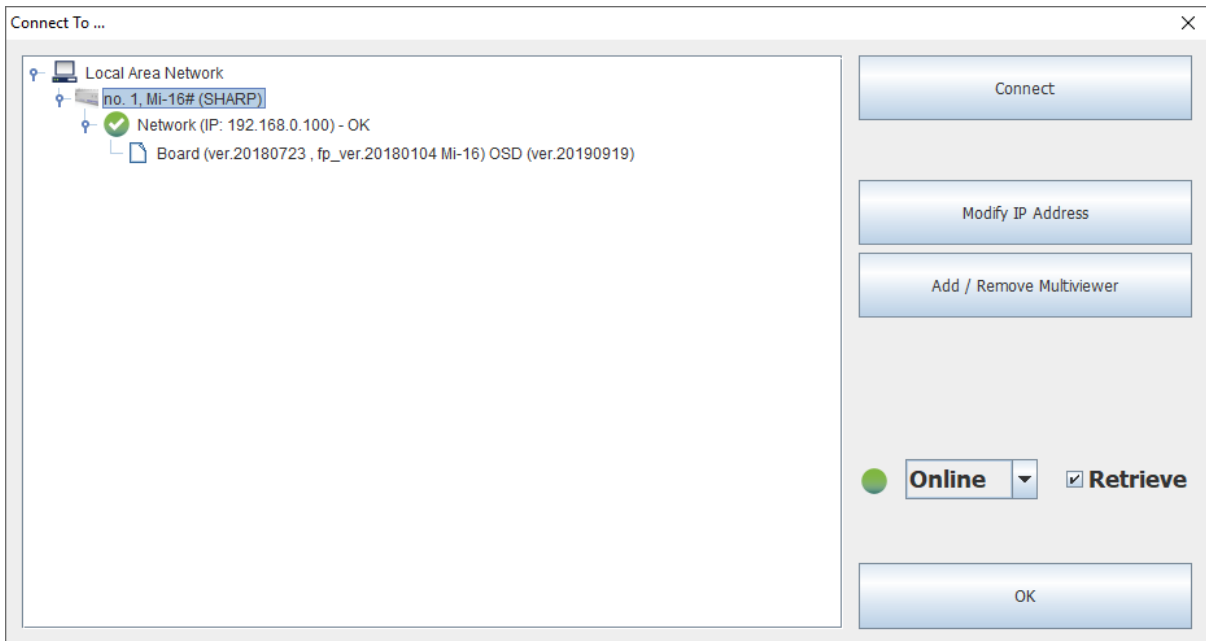 Connect To ...
Local Area Network
no. 1, Mi-16# (SHARP)
Network (IP: 192.168.0.100) - OK
Board (ver.20180723 , fp_ver.20180104 Mi-16) OSD (ver.20190919)
Connect
Modify IP Address
Add / Remove Multiviewer
Online
Retrieve
OK